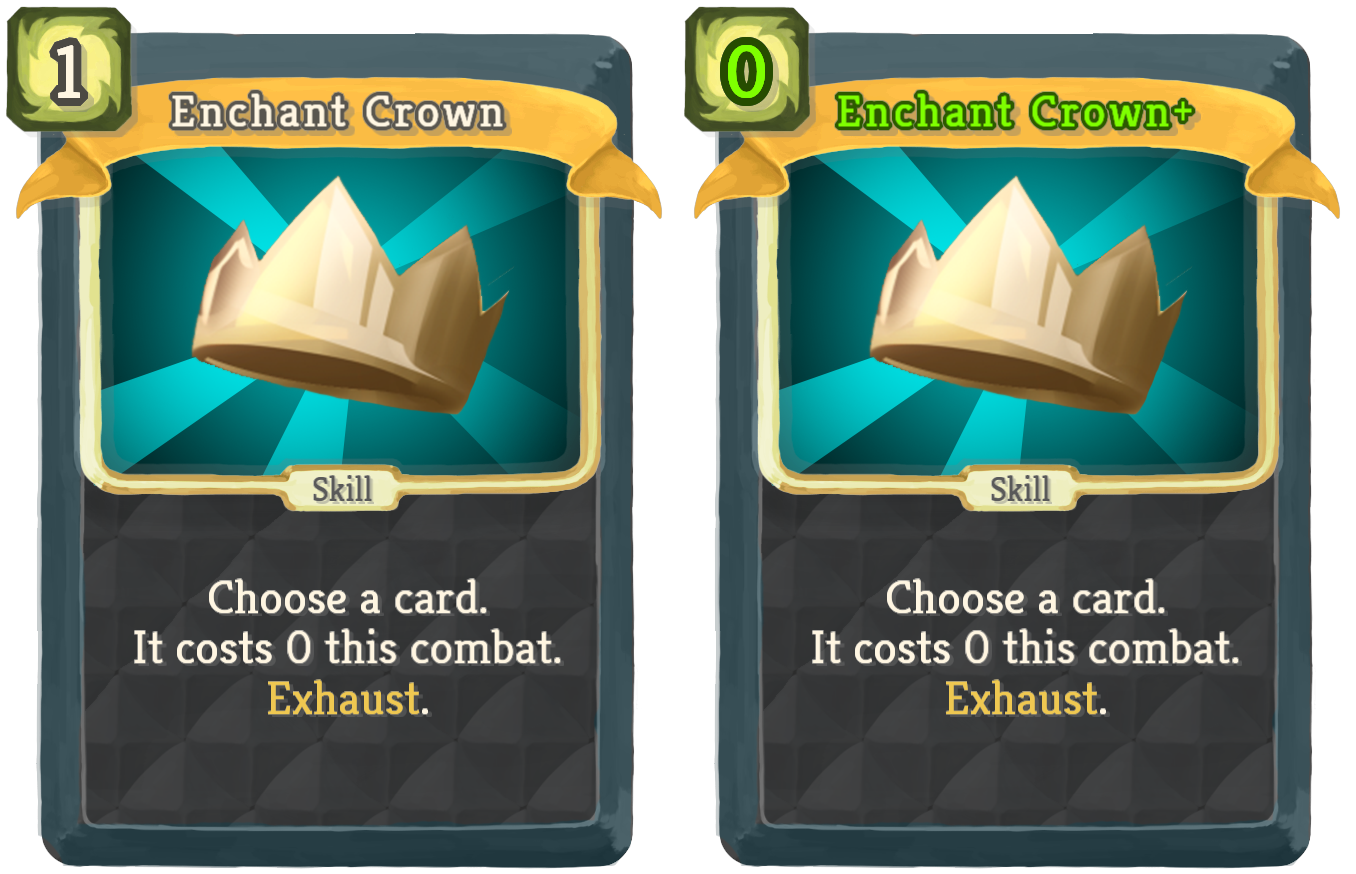 1
Enchant Crown
Skill
Choose a card.
It costs 0 this combat.
Exhaust.
0
Enchant Crown+
Skill
Choose a card.
It costs 0 this combat.
Exhaust.